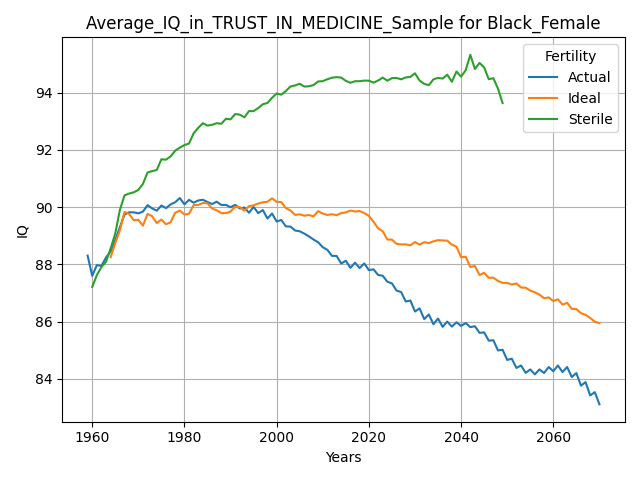 Average_IQ_in_TRUST_IN_MEDICINE_Sample for Black_Female
Fertility
Actual
Ideal
Sterile
IQ
94
92
90
88
86
84
1960
1980
2000
2020
2040
2060
Years